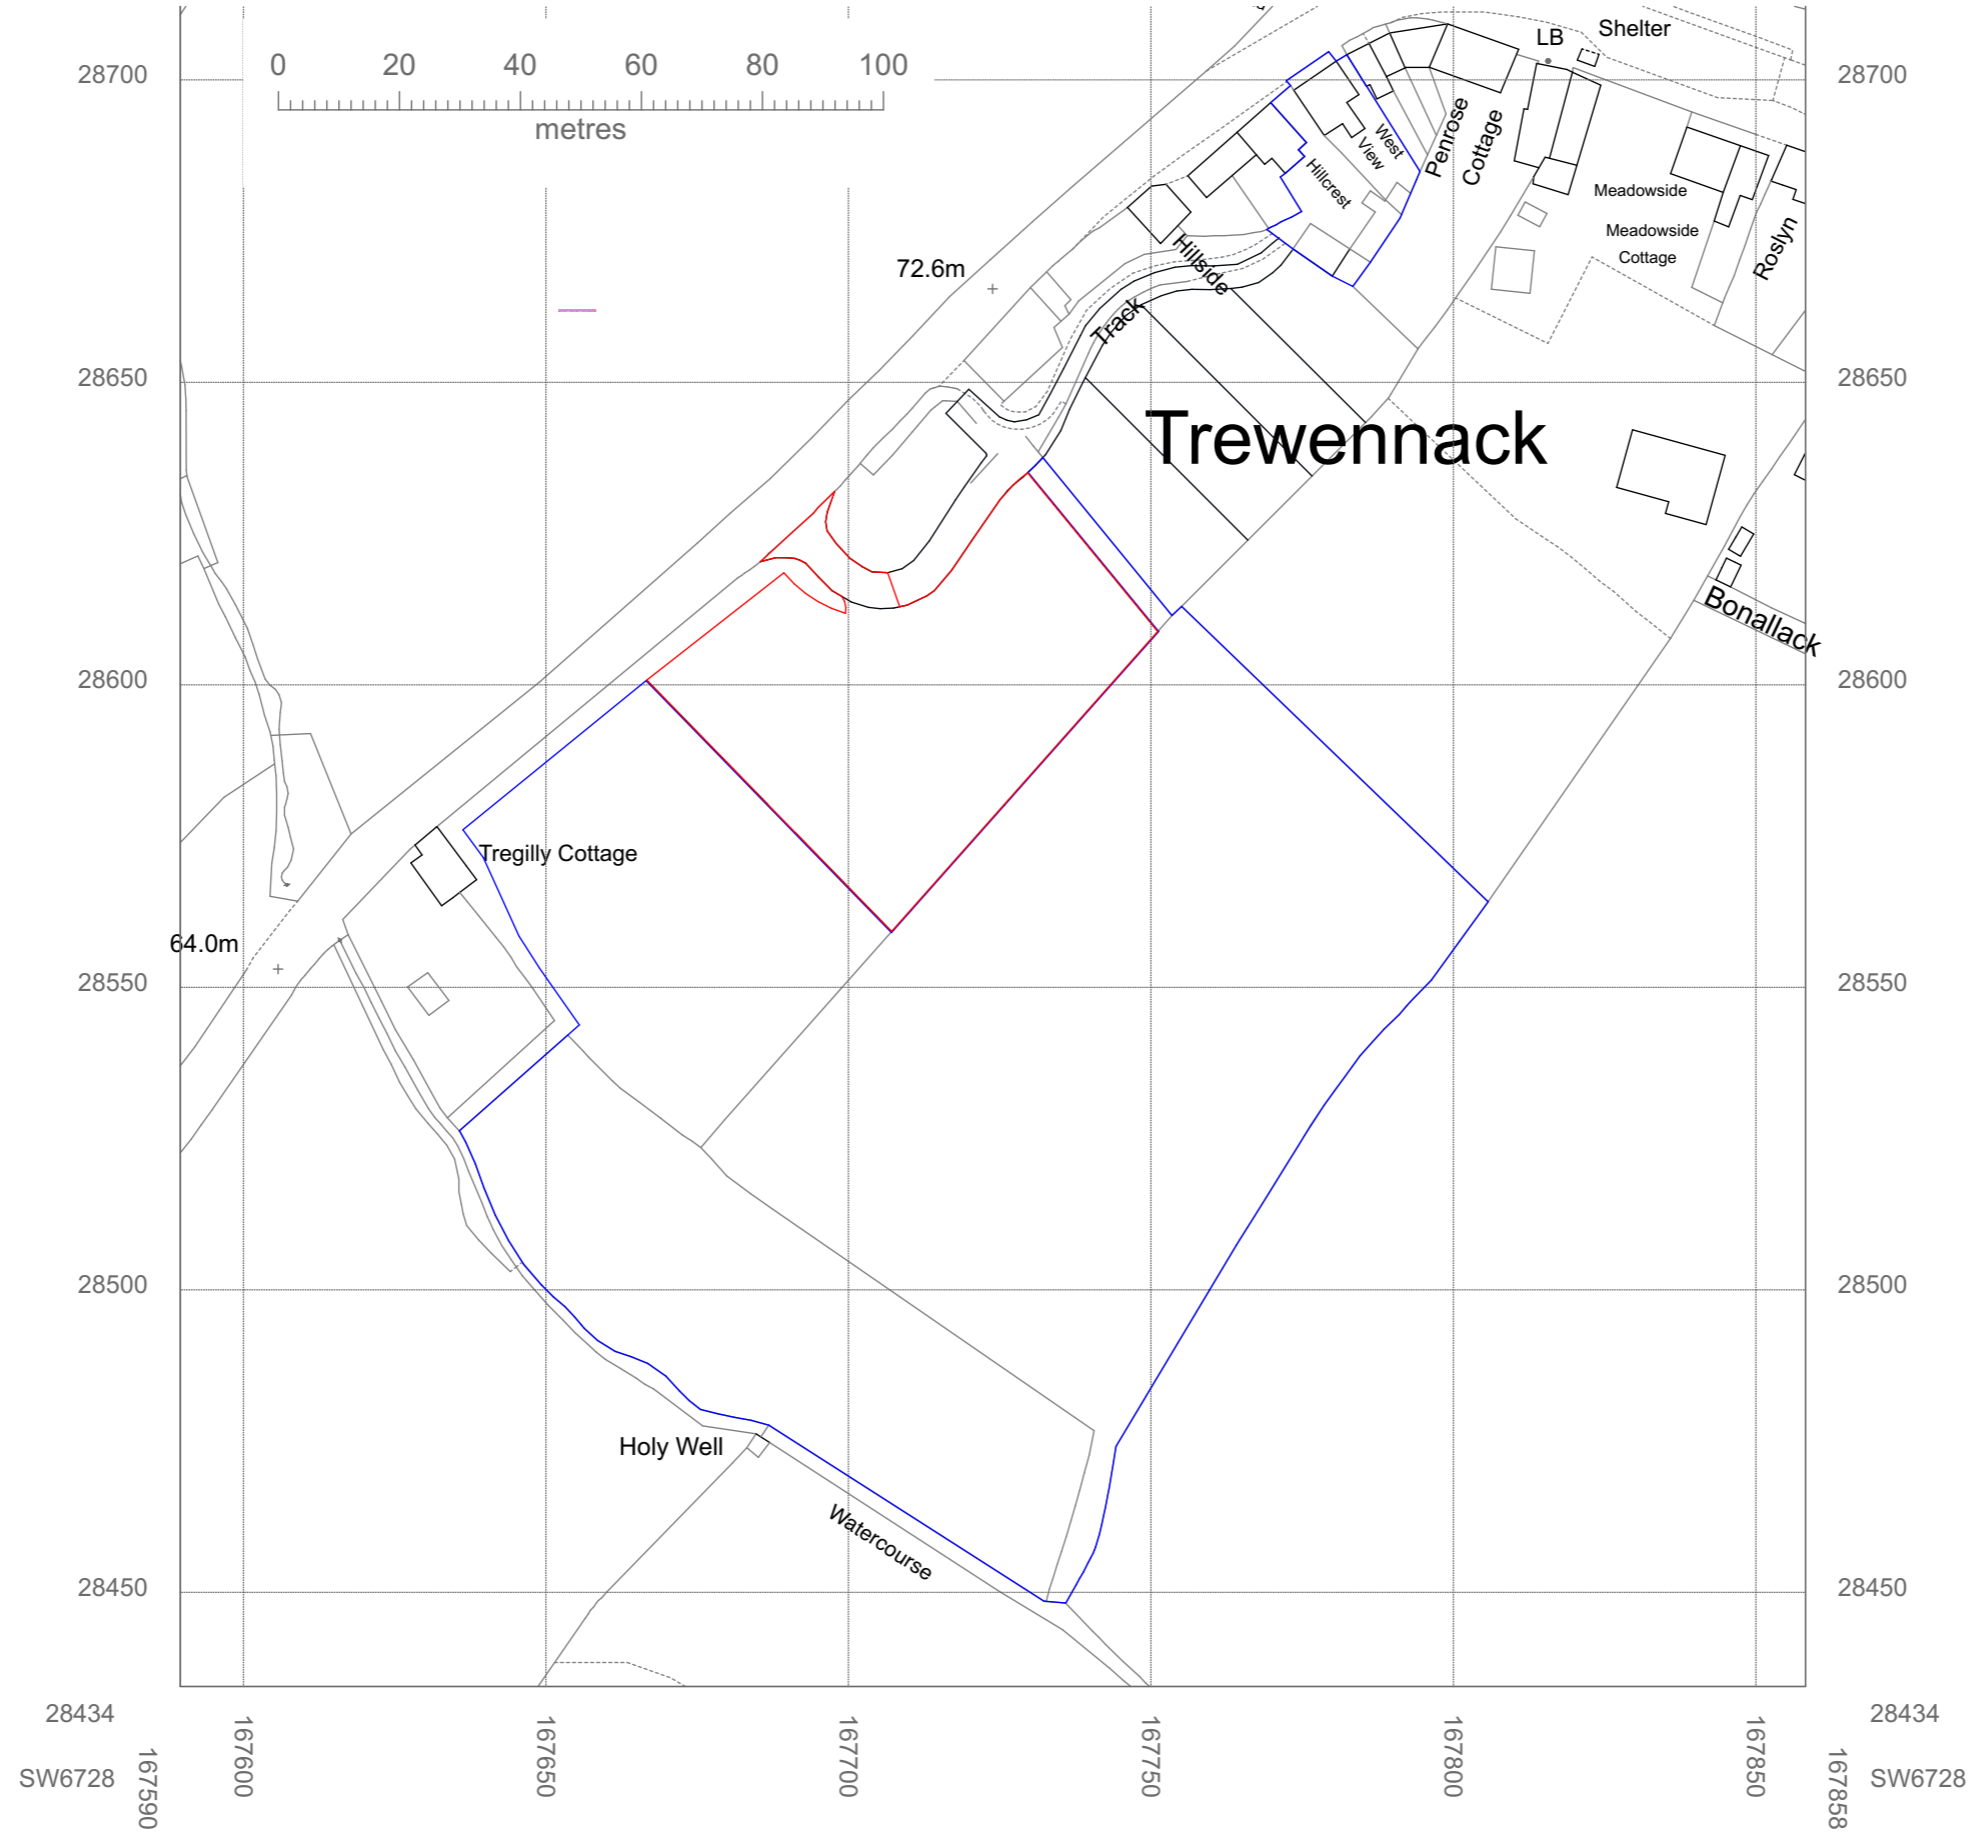 0 20 40 60 80 100
metres
28700
28700
LB
Shelter
West
View
Hillcrest
Penrose
Cottage
Meadowside
Meadowside
Cottage
Roslyn
72.6m
Hillside
Track
28650
28650
Trewennack
Bonallack
28600
28600
Tregilly Cottage
64.0m
28550
28550
28500
28500
Holy Well
Watercourse
28450
28450
28434
28434
SW6728
SW6728
167590
167600
167650
167700
167750
167800
167850
167858